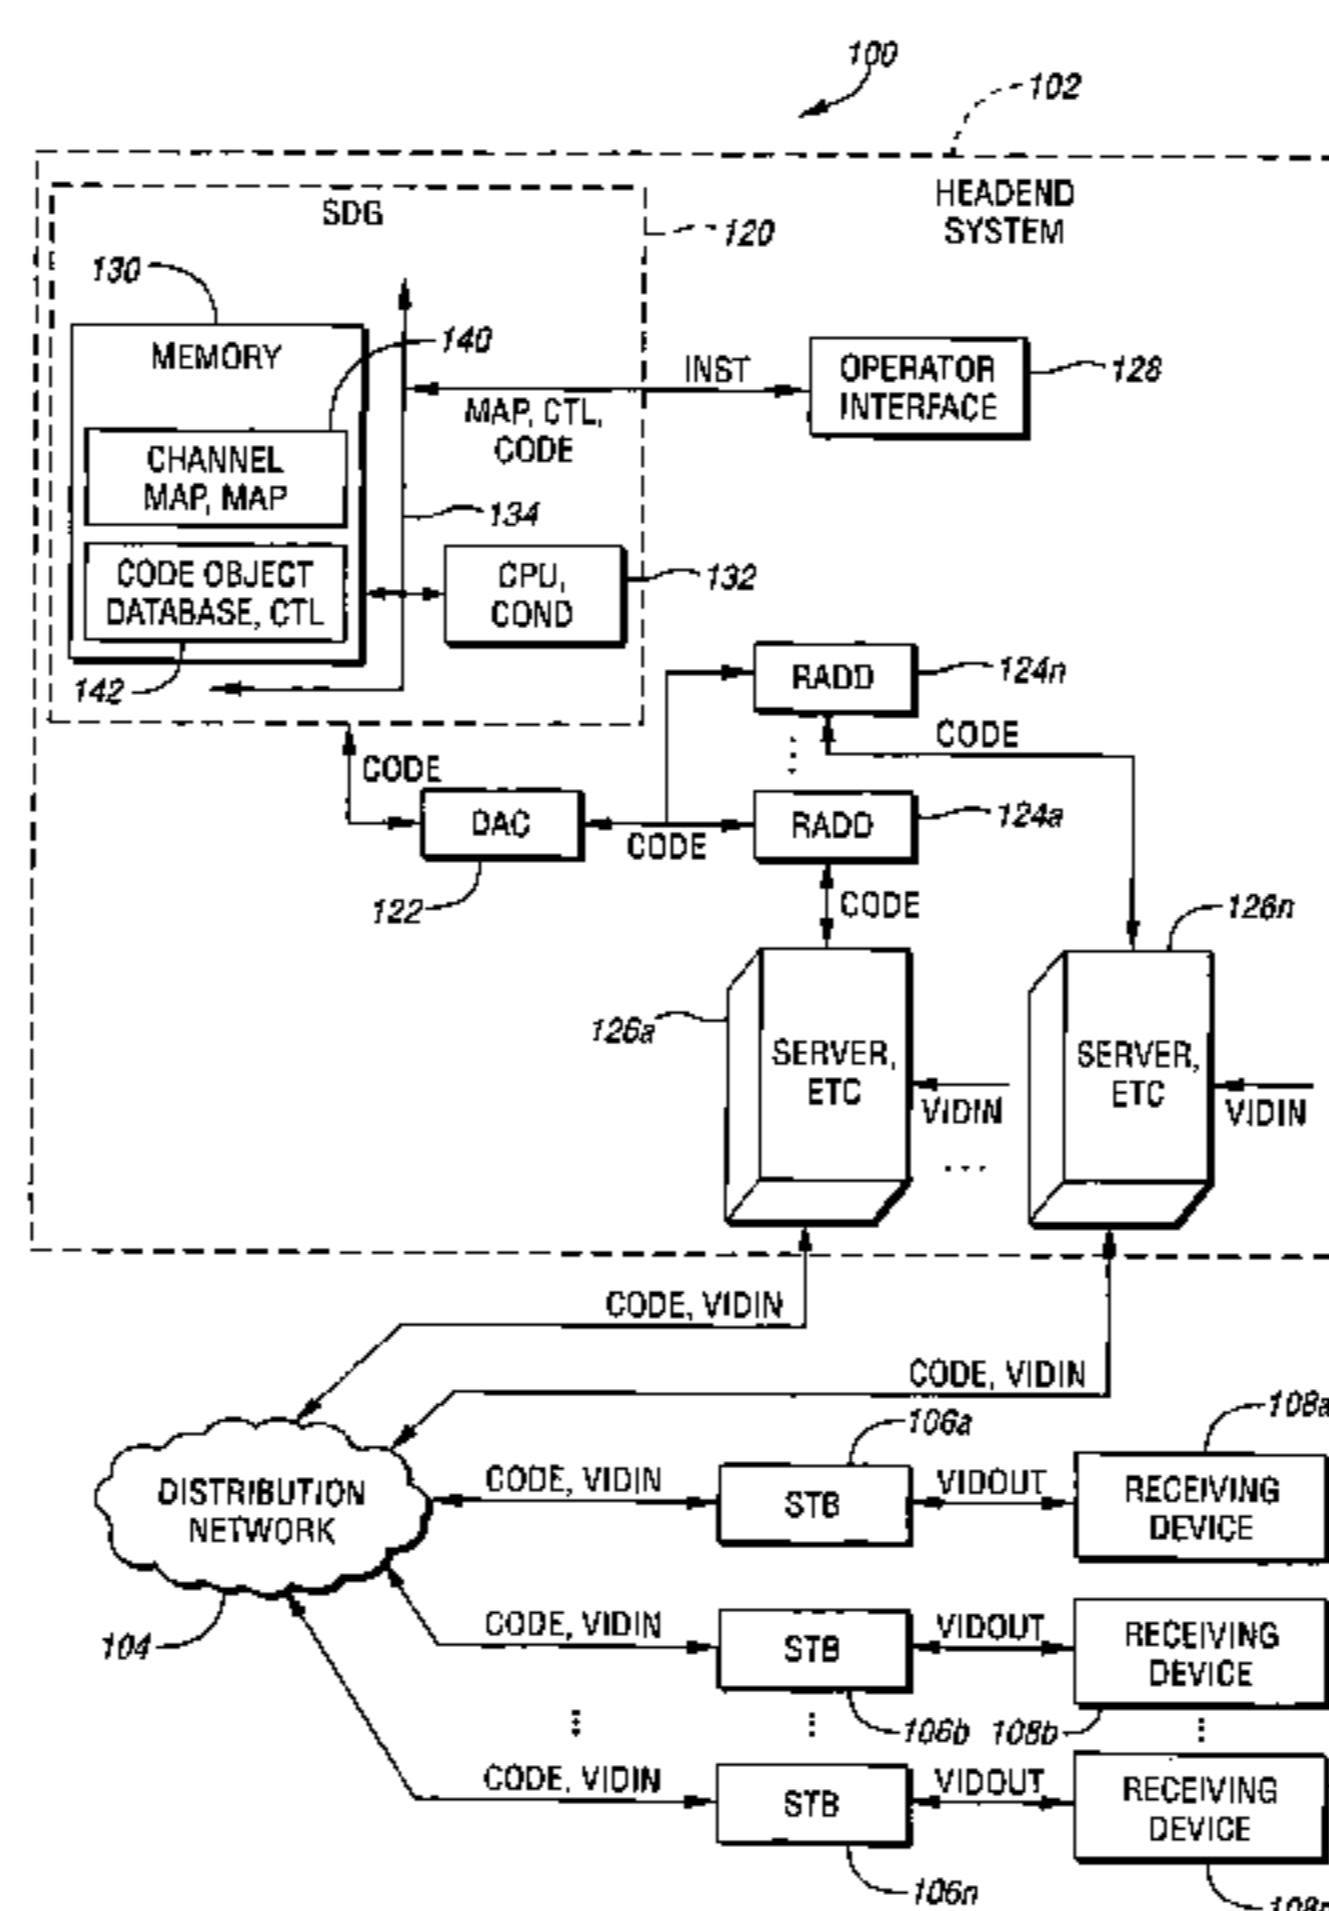 100
102
HEADEND
SYSTEM
SDG
120
130
MEMORY
140
INST
OPERATOR
INTERFACE
128
MAP, CTL,
CODE
CHANNEL
MAP, MAP
134
CODE OBJECT
DATABASE, CTL
CPU,
COND
132
142
RADD
124n
CODE
CODE
DAC
CODE
RADD
124a
122
CODE
126n
126a
SERVER,
ETC
VIDIN
SERVER,
ETC
VIDIN
...
CODE, VIDIN
CODE, VIDIN
106a
108a
DISTRIBUTION
NETWORK
CODE, VIDIN
STB
VIDOUT
RECEIVING
DEVICE
104
CODE, VIDIN
STB
VIDOUT
RECEIVING
DEVICE
106b
108b
CODE, VIDIN
STB
VIDOUT
RECEIVING
DEVICE
106n